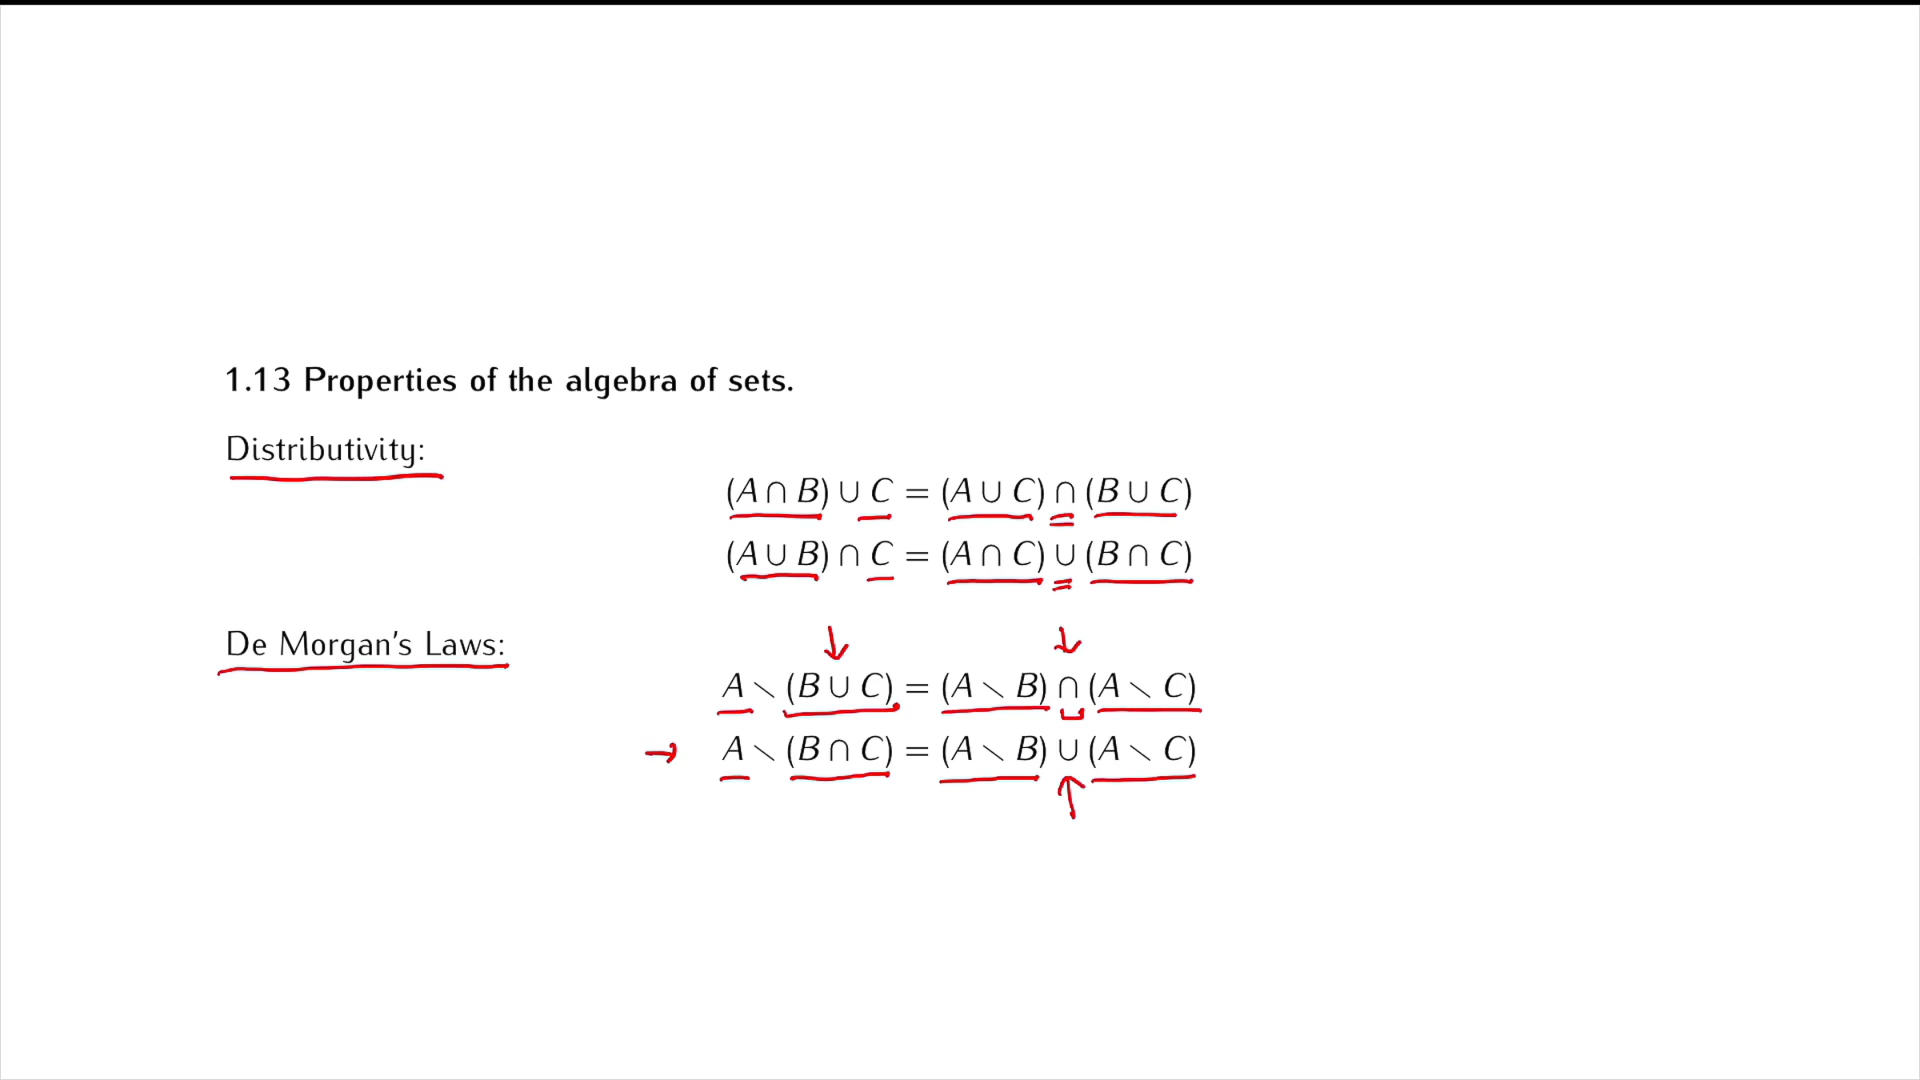 1.13 Properties of the algebra of sets.
Distributivity:
(A ∩ B) ∪ C = (A ∪ C) ∩ (B ∪ C)
(A ∪ B) ∩ C = (A ∩ C) ∪ (B ∩ C)
De Morgan's Laws:
A ∖ (B ∪ C) = (A ∖ B) ∩ (A ∖ C)
A ∖ (B ∩ C) = (A ∖ B) ∪ (A ∖ C)